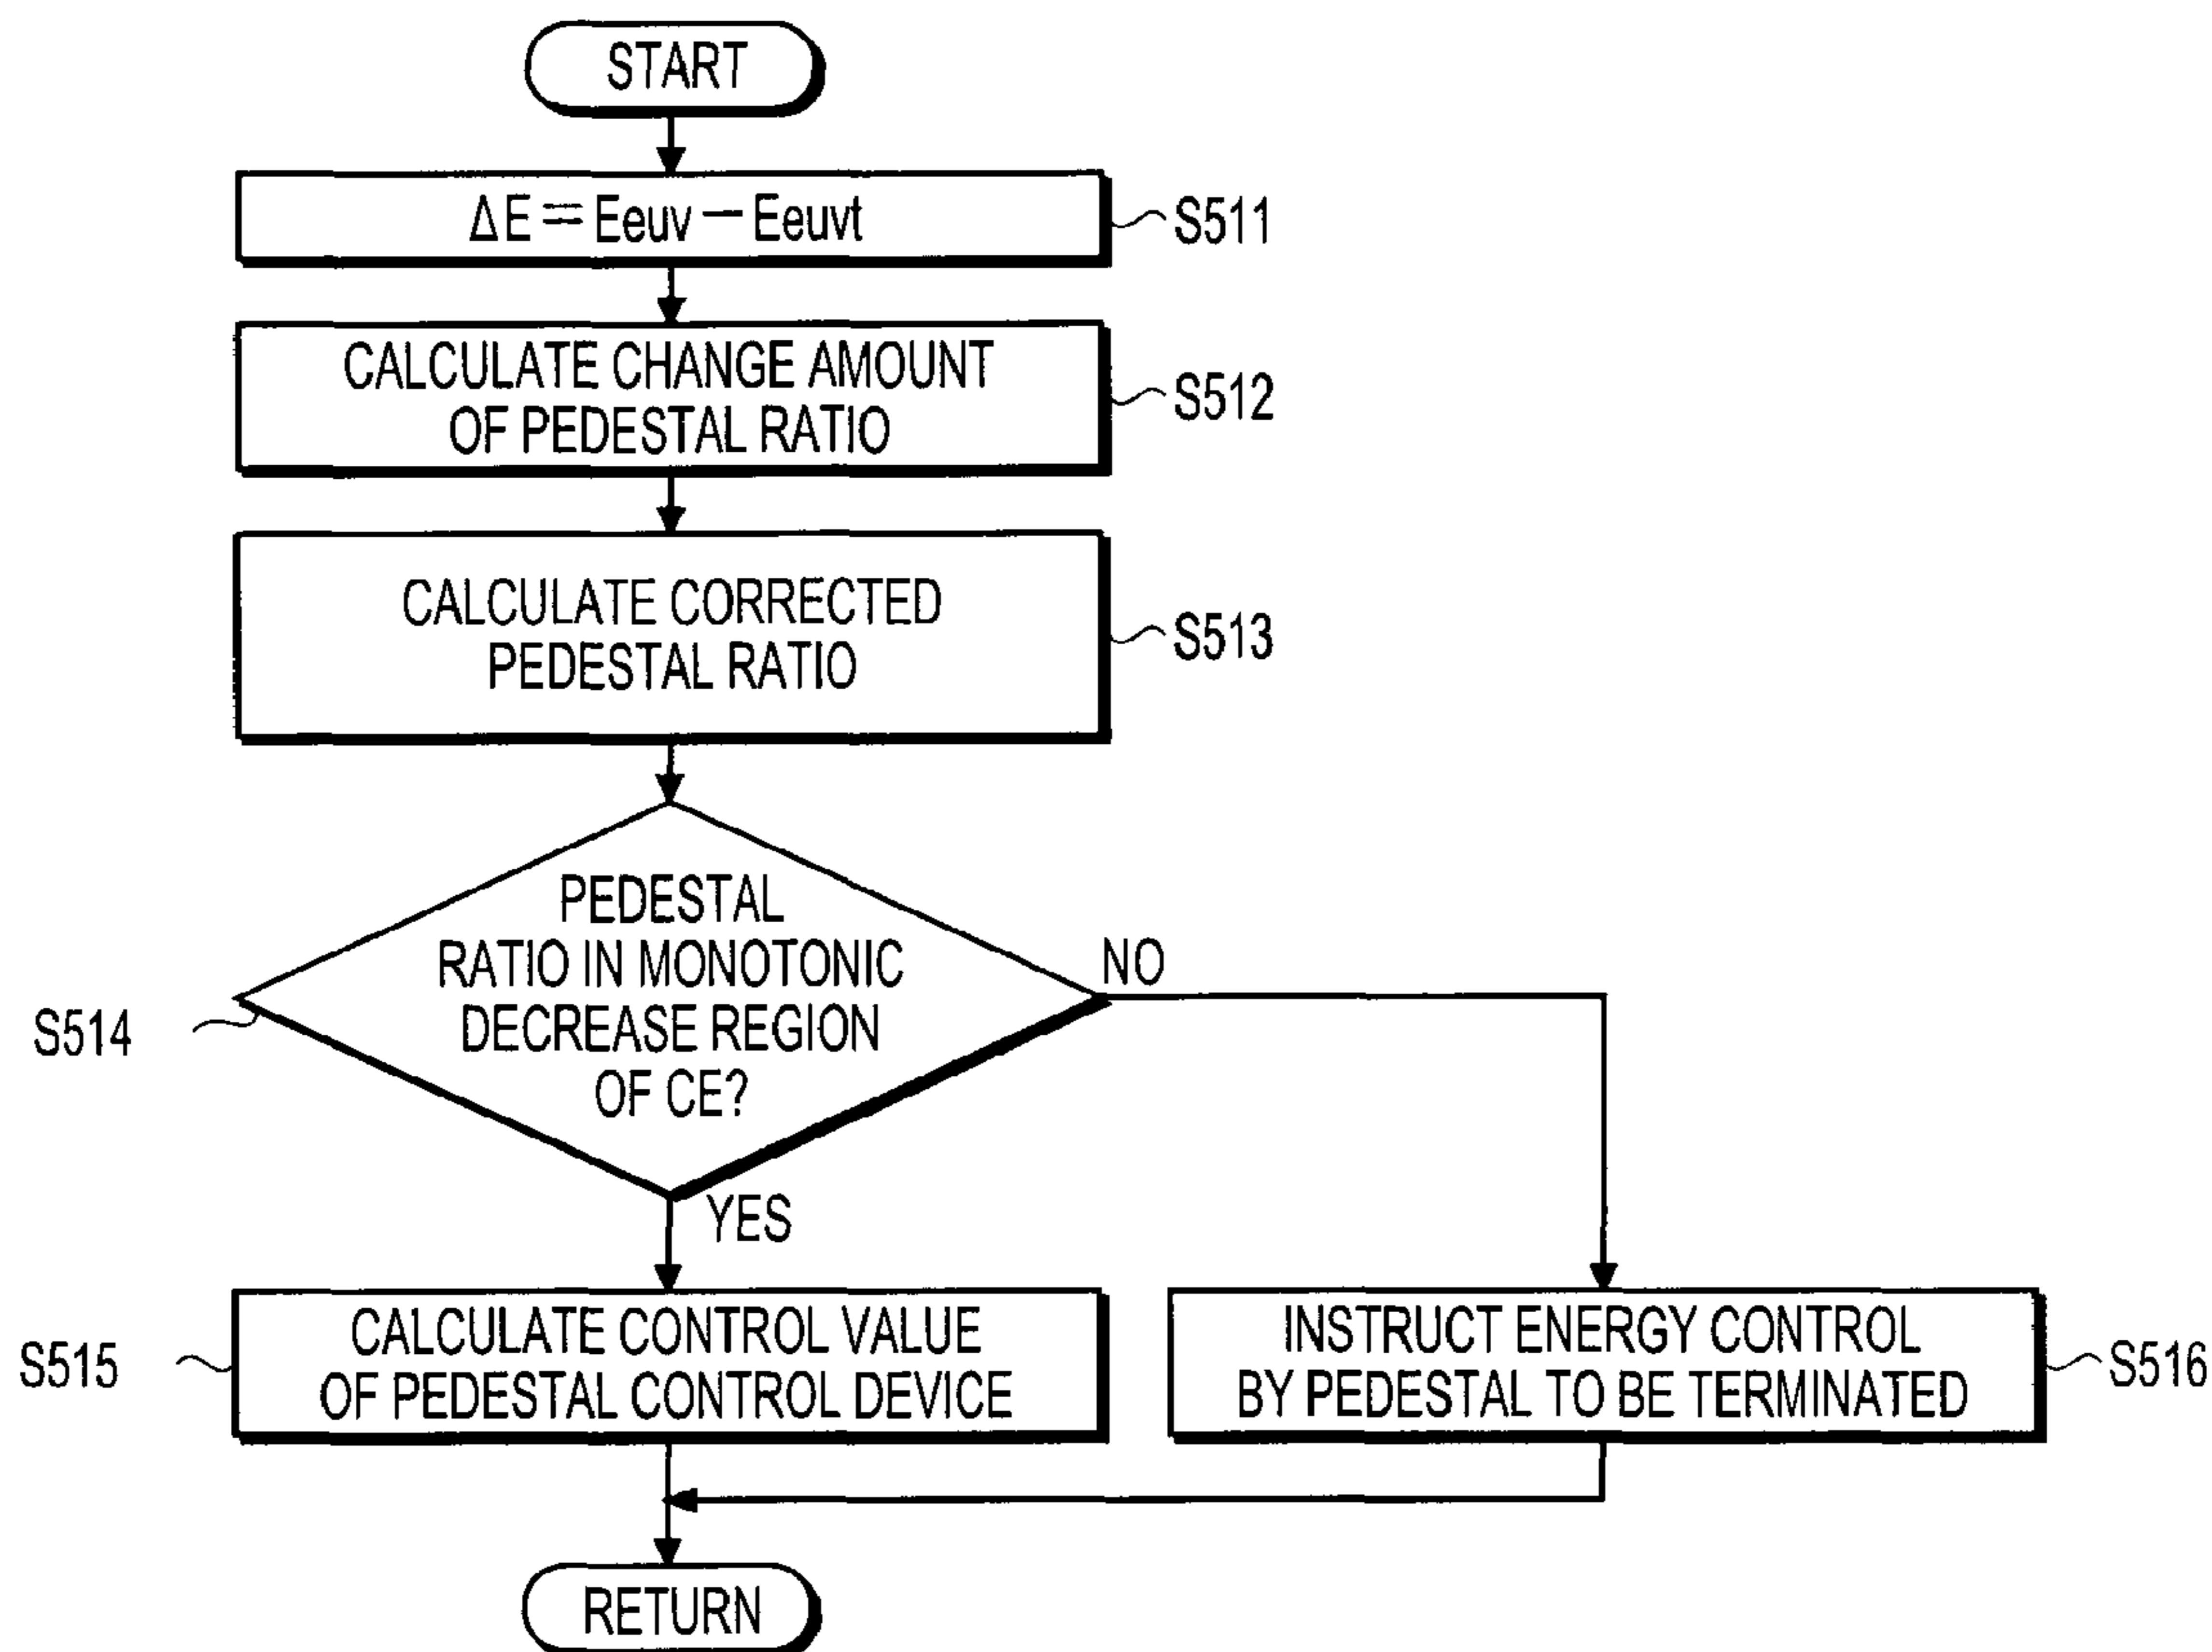 START
ΔE = Eeuv − Eeuvt
S511
CALCULATE CHANGE AMOUNT
OF PEDESTAL RATIO
S512
CALCULATE CORRECTED
PEDESTAL RATIO
S513
PEDESTAL
RATIO IN MONOTONIC
DECREASE REGION
OF CE?
NO
S514
YES
CALCULATE CONTROL VALUE
OF PEDESTAL CONTROL DEVICE
S515
INSTRUCT ENERGY CONTROL
BY PEDESTAL TO BE TERMINATED
S516
RETURN